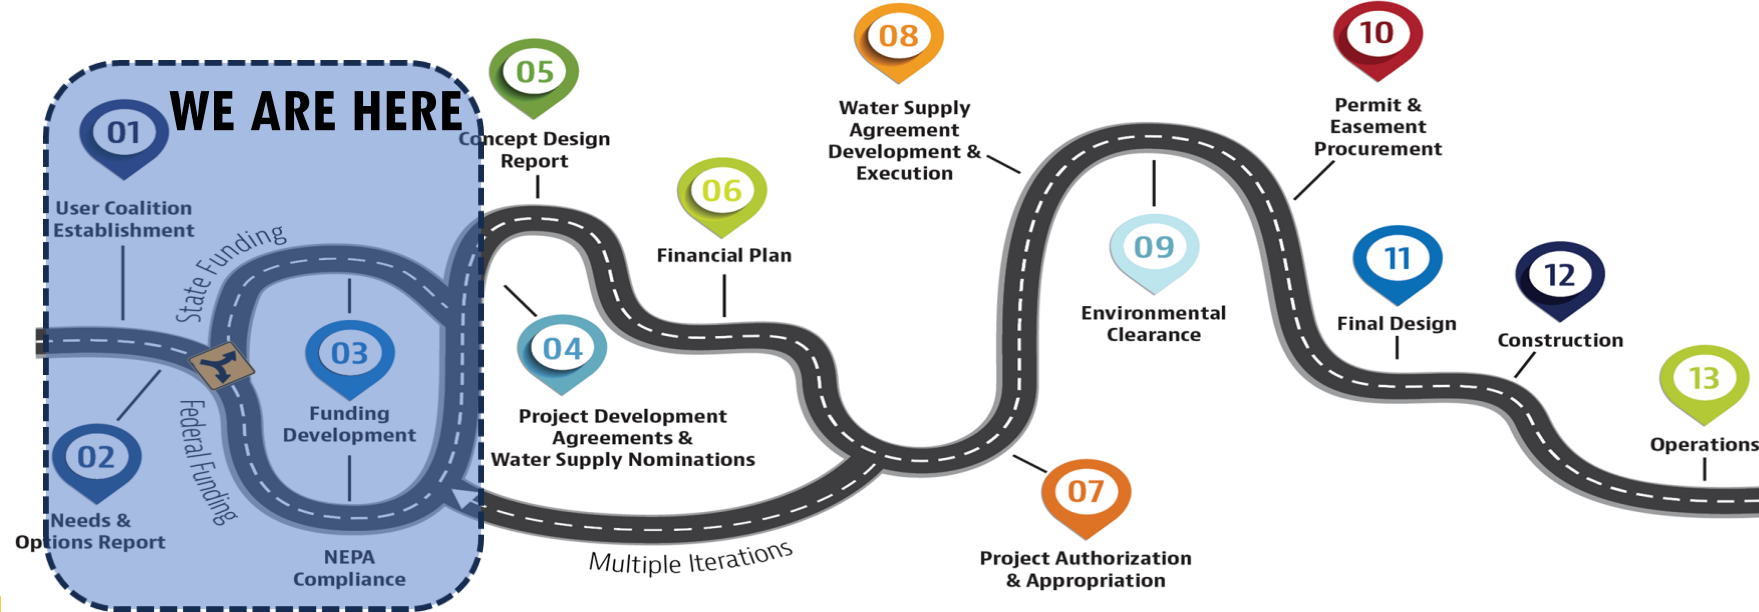 WE ARE HERE
01
User Coalition
Establishment
02
Needs &
Options Report
State Funding
Federal Funding
03
Funding
Development
NEPA
Compliance
04
Project Development
Agreements &
Water Supply Nominations
05
Concept Design
Report
06
Financial Plan
Multiple Iterations
07
Project Authorization
& Appropriation
08
Water Supply
Agreement
Development &
Execution
09
Environmental
Clearance
10
Permit &
Easement
Procurement
11
Final Design
12
Construction
13
Operations